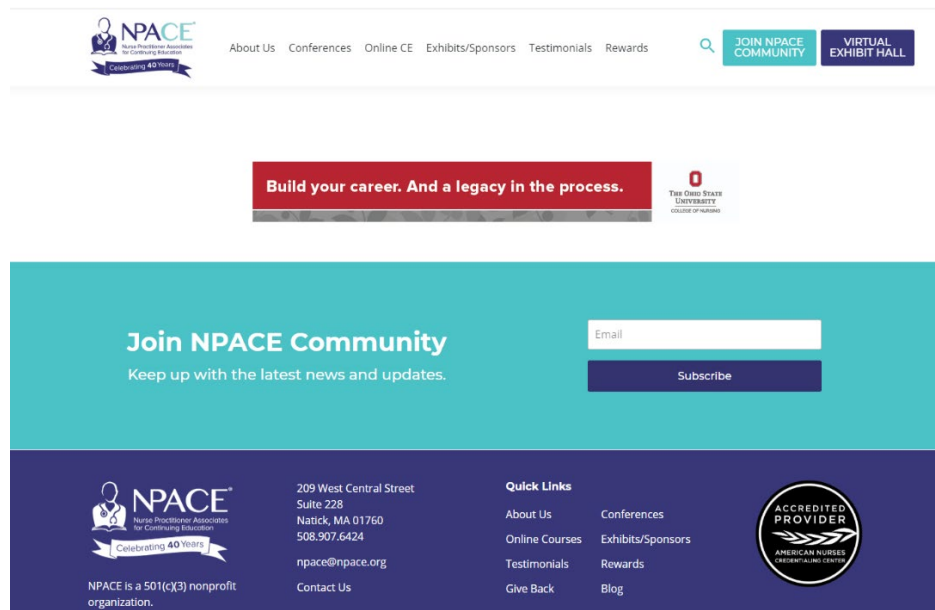 NPACE
Nurse Practitioner Associates
for Continuing Education
Celebrating 40 Years
About Us Conferences Online CE Exhibits/Sponsors Testimonials Rewards
JOIN NPACE
COMMUNITY
VIRTUAL
EXHIBIT HALL
Build your career. And a legacy in the process.
THE OHIO STATE
UNIVERSITY
COLLEGE OF NURSING
Join NPACE Community
Keep up with the latest news and updates.
Email
Subscribe
NPACE®
Nurse Practitioner Associates
for Continuing Education
Celebrating 40 Years
NPACE is a 501(c)(3) nonprofit
organization.
209 West Central Street
Suite 228
Natick, MA 01760
508.907.6424
npace@npace.org
Contact Us
Quick Links
About Us Conferences
Online Courses Exhibits/Sponsors
Testimonials Rewards
Give Back Blog
ACCREDITED
PROVIDER
AMERICAN NURSES
CREDENTIALING CENTER